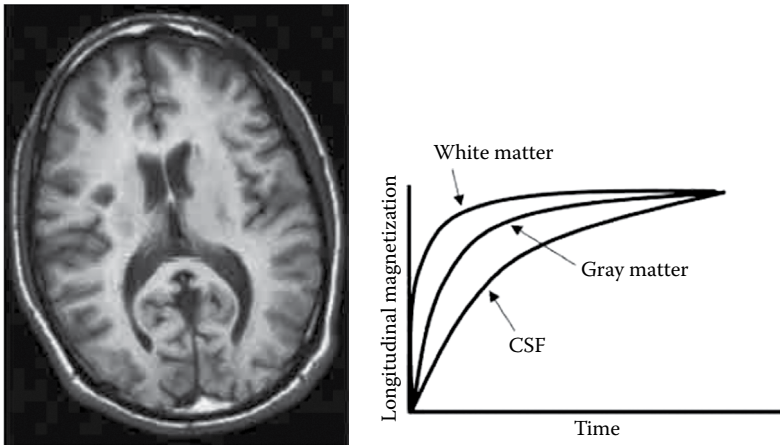 White matter
Longitudinal magnetization
Gray matter
CSF
Time